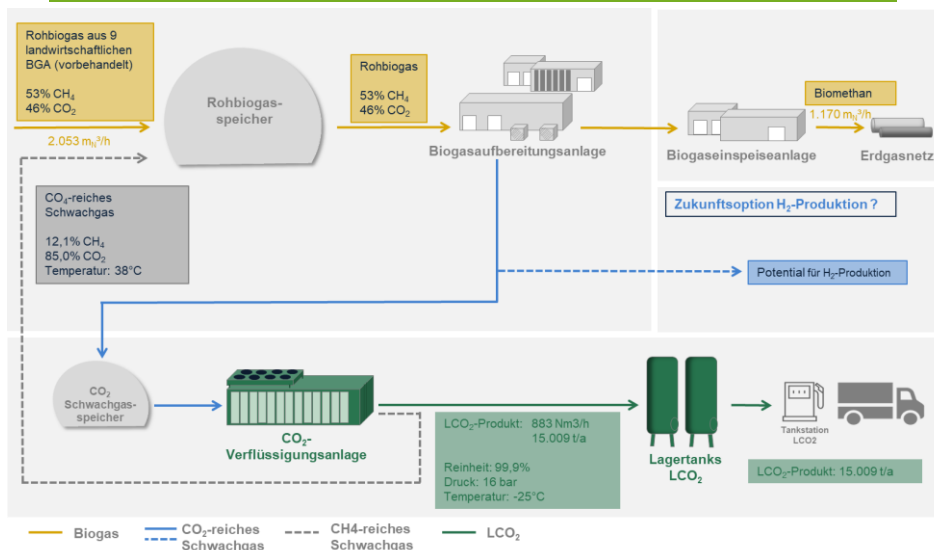 Rohbiogas aus 9
landwirtschaftlichen
BGA (vorbehandelt)
53% CH₄
46% CO₂
2.053 mN³/h
Rohbiogas-
speicher
Rohbiogas
53% CH₄
46% CO₂
Biogasaufbereitungsanlage
Biogaseinspeiseanlage
Biomethan
1.170 mN³/h
Erdgasnetz
CO₄-reiches
Schwachgas
12,1% CH₄
85,0% CO₂
Temperatur: 38°C
Zukunftsoption H₂-Produktion ?
Potential für H₂-Produktion
CO₂
Schwachgas-
speicher
CO₂-
Verflüssigungsanlage
LCO₂-Produkt: 883 Nm3/h
15.009 t/a
Reinheit: 99,9%
Druck: 16 bar
Temperatur: -25°C
Lagertanks
LCO₂
Tankstation
LCO2
LCO₂-Produkt: 15.009 t/a
Biogas
CO₂-reiches
Schwachgas
CH4-reiches
Schwachgas
LCO₂